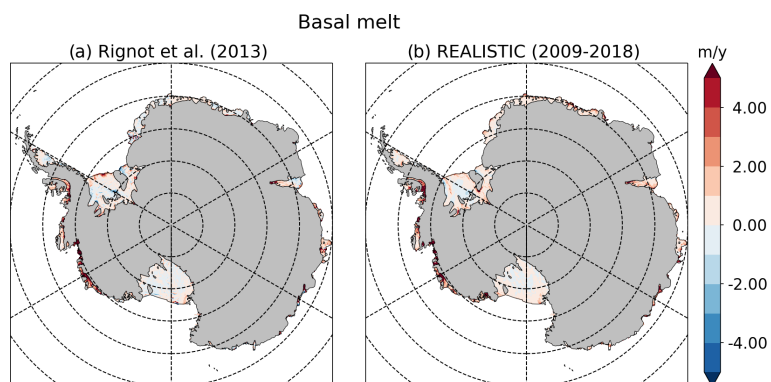 Basal melt
(a) Rignot et al. (2013)
(b) REALISTIC (2009-2018)
m/y
4.00
2.00
0.00
-2.00
-4.00